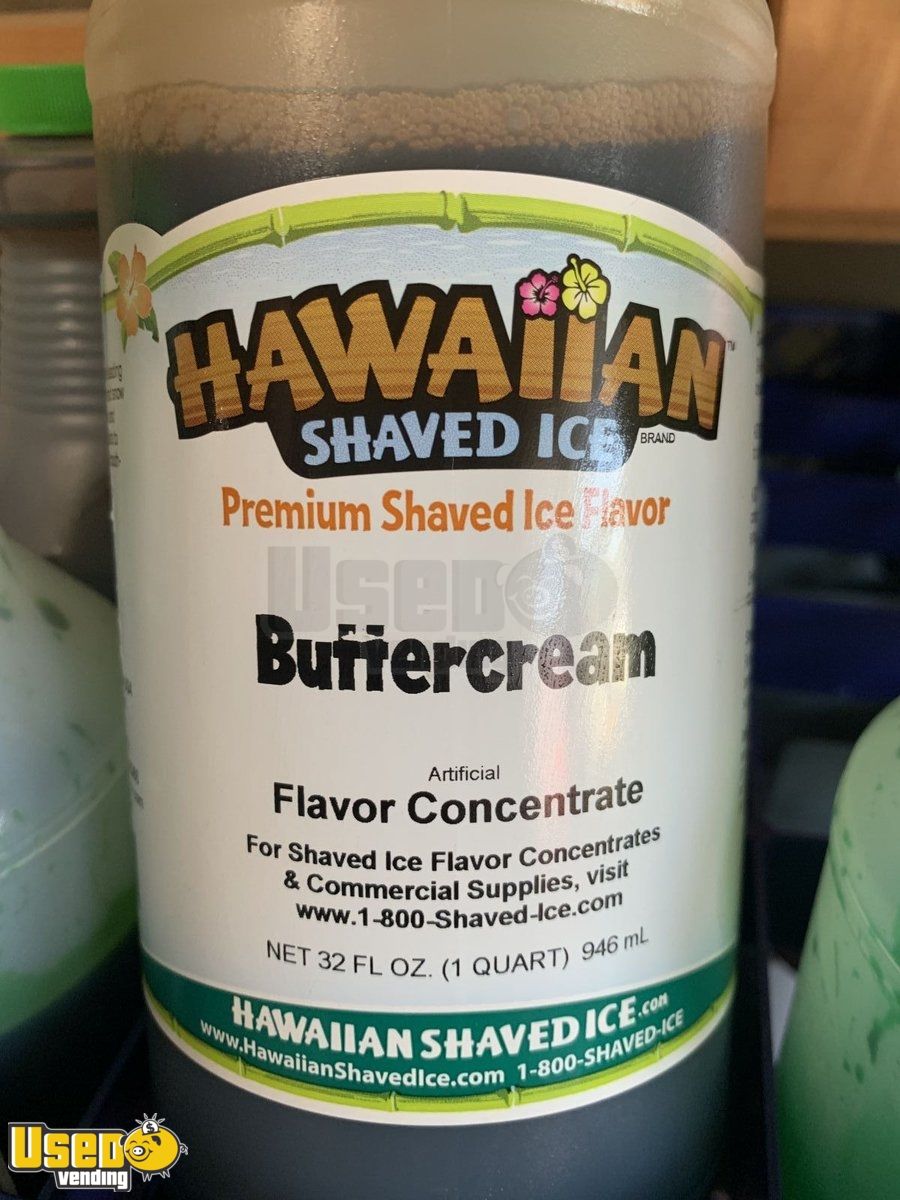 HAWAIIAN
TM
SHAVED ICE
BRAND
Premium Shaved Ice Flavor
USED
Buttercream
Artificial
Flavor Concentrate
For Shaved Ice Flavor Concentrates
& Commercial Supplies, visit
www.1-800-Shaved-Ice.com
NET 32 FL OZ. (1 QUART) 946 mL
HAWAIIAN SHAVED ICE.com
www.HawaiianShavedIce.com 1-800-SHAVED-ICE
USED
vending